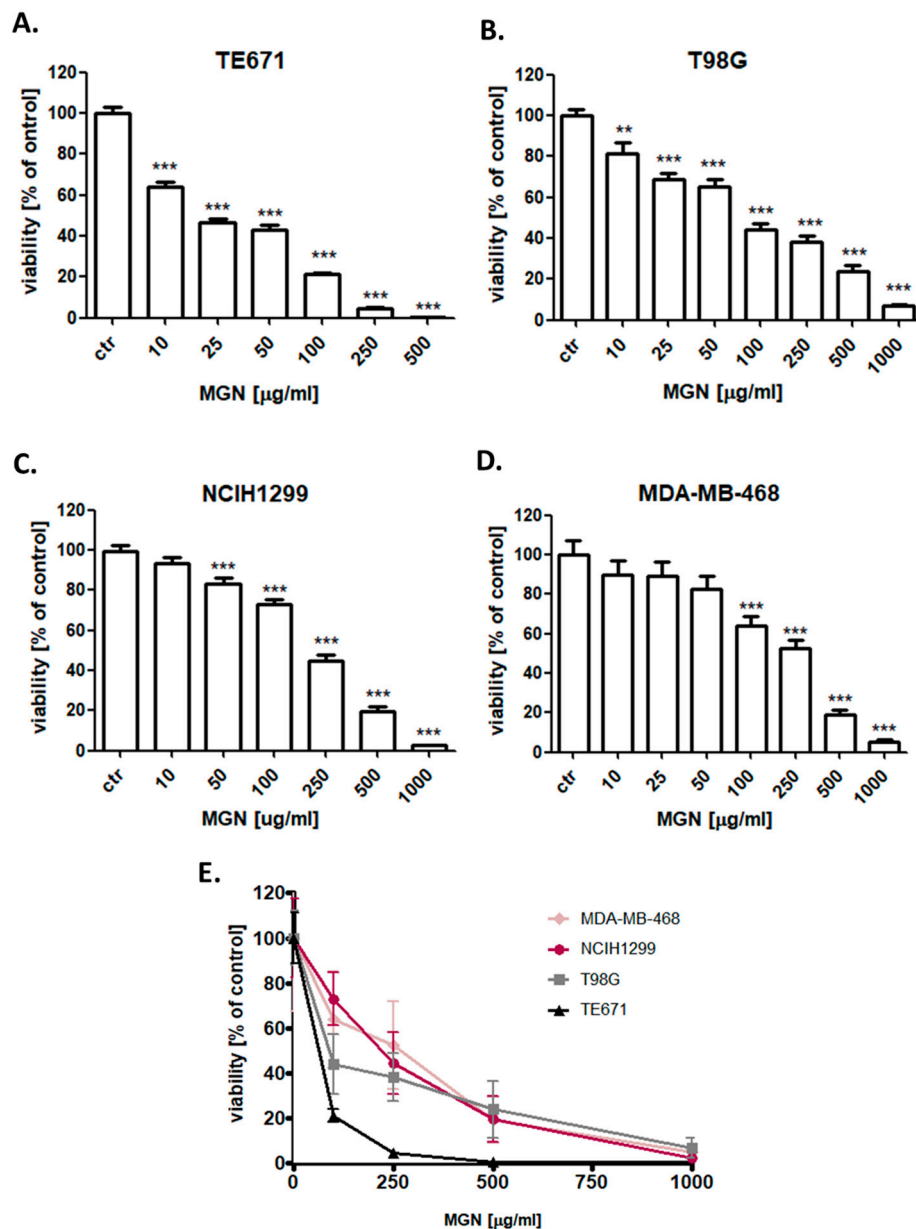 A.
TE671
120
100
80
60
40
20
0
viability [% of ontrol]
***
***
***
***
***
***
ctr 10 25 50 100 250 500
MGN [µg/ml]
B.
T98G
120
100
80
60
40
20
0
viability [% of control]
**
***
***
***
***
***
***
ctr 10 25 50 100 250 500 1000
MGN [µg/ml]
C.
NCIH1299
120
100
80
60
40
20
0
viability [% of control]
***
***
***
***
***
ctr 10 50 100 250 500 1000
MGN [ug/ml]
D.
MDA-MB-468
120
100
80
60
40
20
0
viability [% of control]
***
***
***
***
ctr 10 25 50 100 250 500 1000
MGN [µg/ml]
E.
120
100
80
60
40
20
0
viability [% of control]
MDA-MB-468
NCIH1299
T98G
TE671
0 250 500 750 1000
MGN [µg/ml]